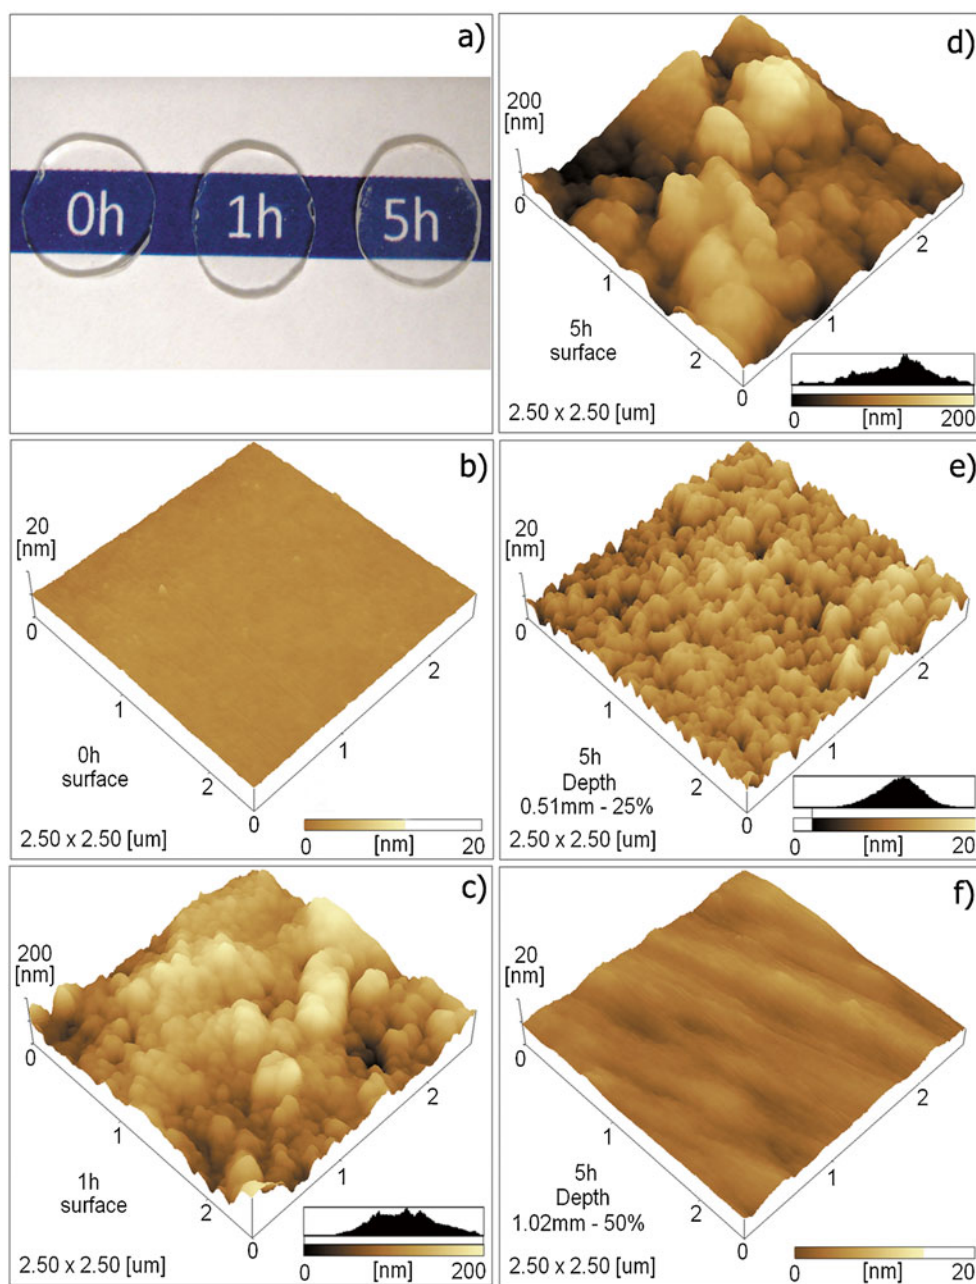 a)
0h 1h 5h
b)
20
[nm]
0
1
2
2
1
0
0h
surface
2.50 x 2.50 [um]
0 [nm] 20
c)
200
[nm]
0
1
2
2
1
0
1h
surface
2.50 x 2.50 [um]
0 [nm] 200
d)
200
[nm]
0
1
2
2
1
0
5h
surface
2.50 x 2.50 [um]
0 [nm] 200
e)
20
[nm]
0
1
2
2
1
0
5h
Depth
0.51mm - 25%
2.50 x 2.50 [um]
0 [nm] 20
f)
20
[nm]
0
1
2
2
1
0
5h
Depth
1.02mm - 50%
2.50 x 2.50 [um]
0 [nm] 20